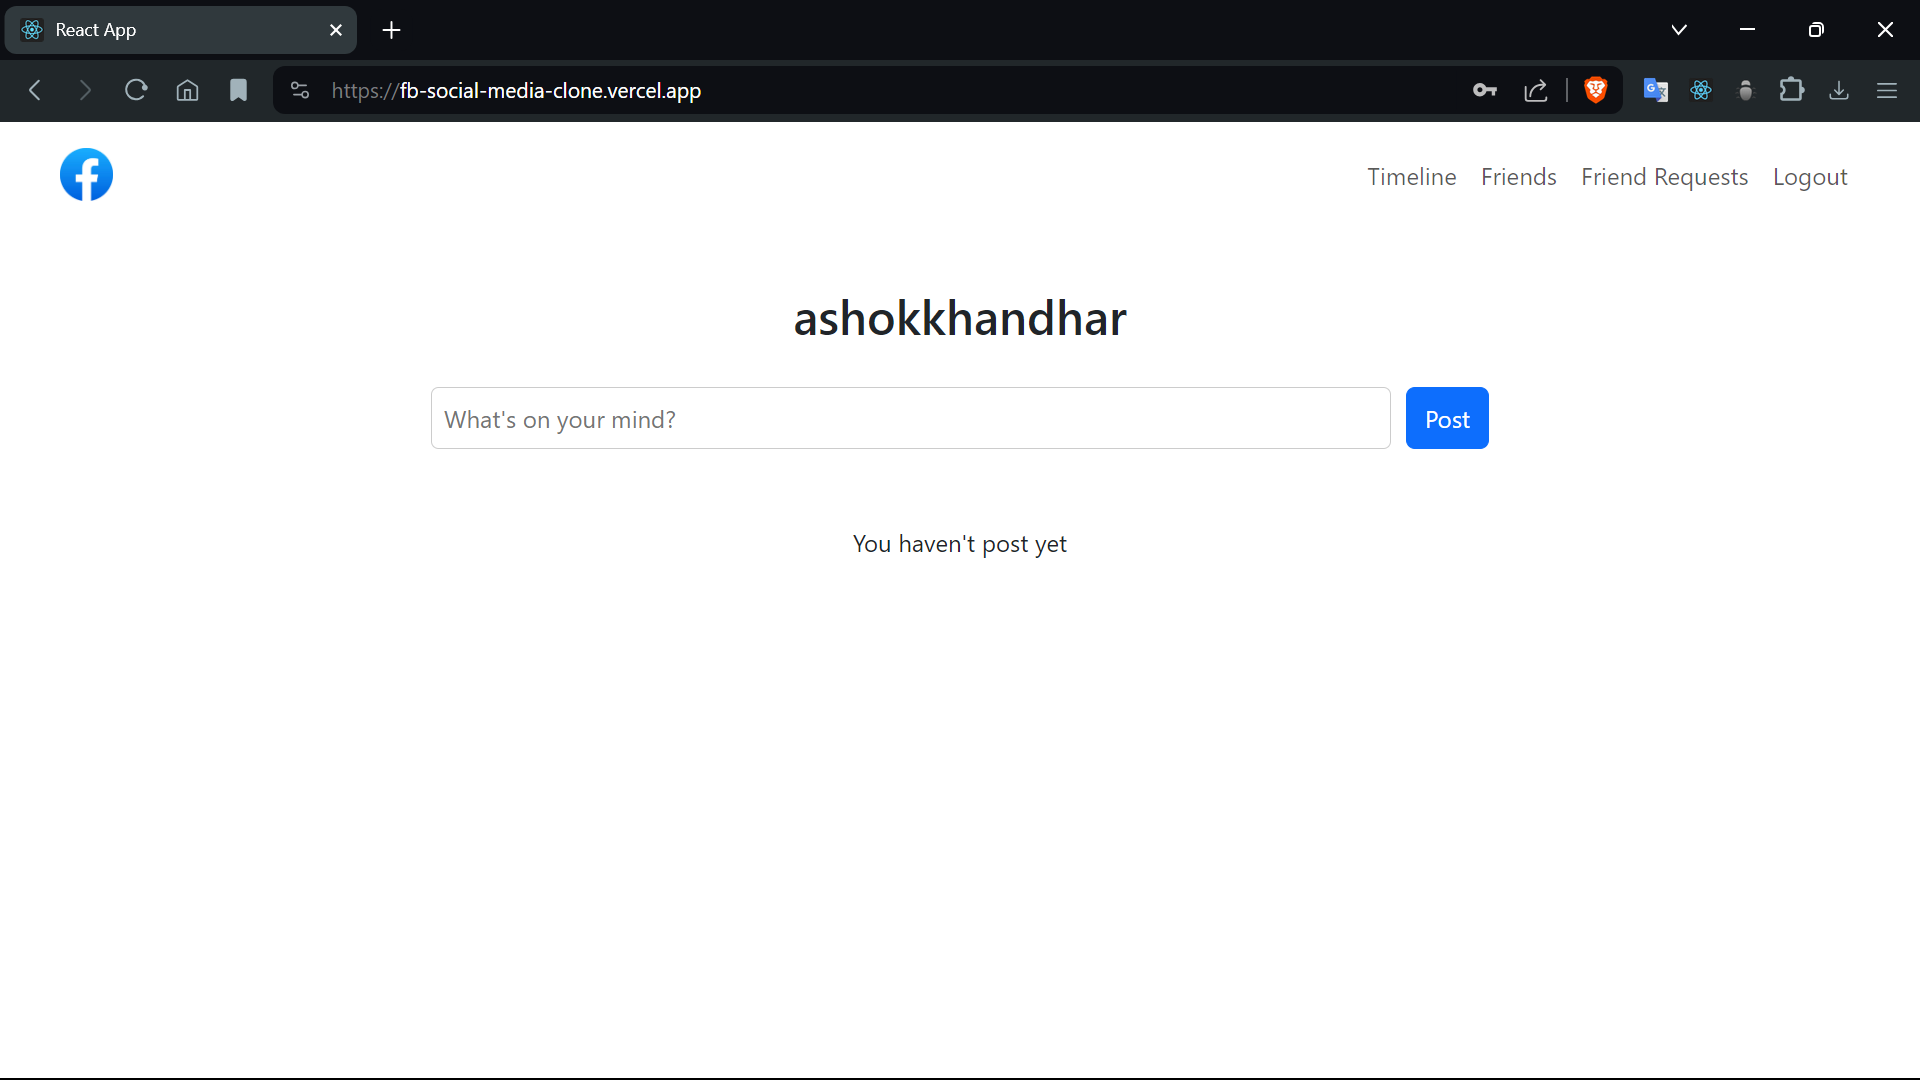 React App
https://fb-social-media-clone.vercel.app
Timeline Friends Friend Requests Logout
ashokkhandhar
What's on your mind? Post
You haven't post yet